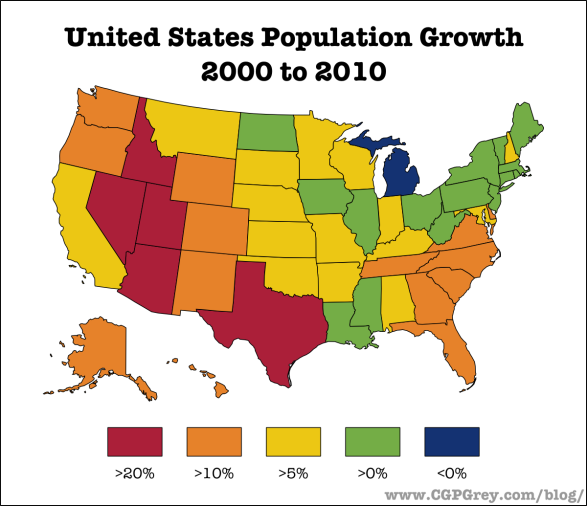 United States Population Growth
2000 to 2010
>20%
>10%
>5%
>0%
<0%
www.CGPGrey.com/blog/